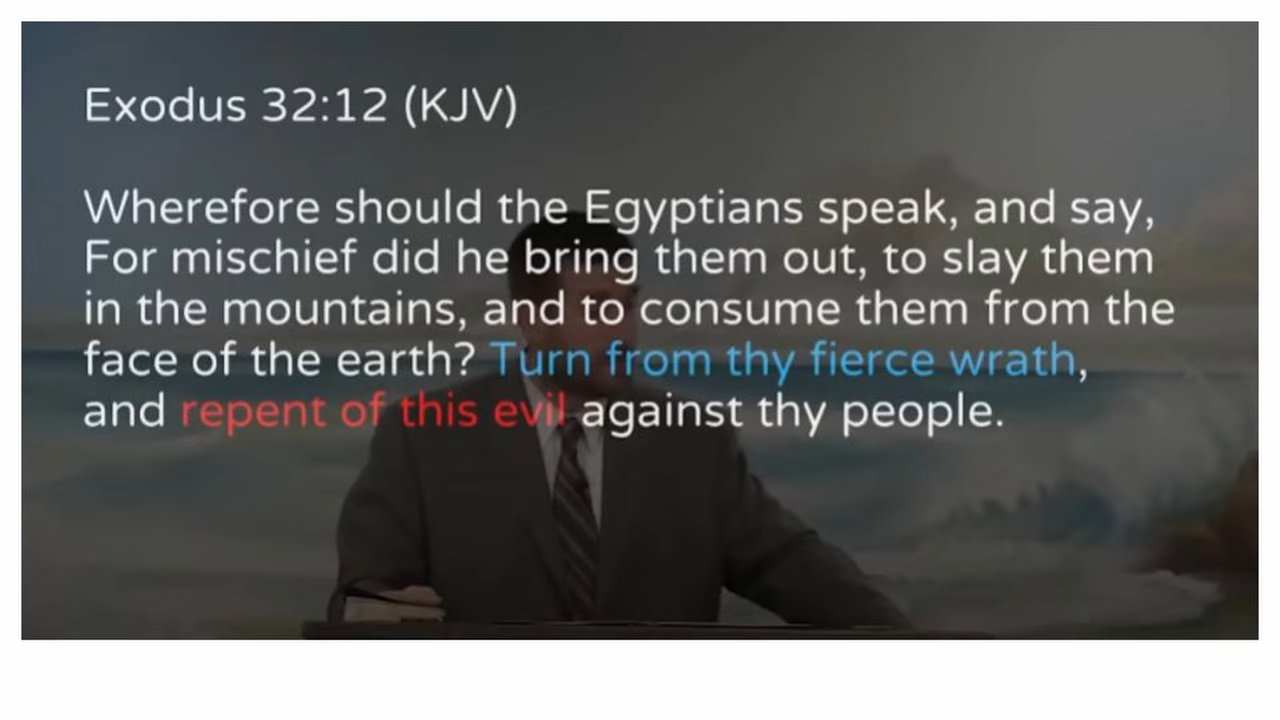 Exodus 32:12 (KJV)
Wherefore should the Egyptians speak, and say,
For mischief did he bring them out, to slay them
in the mountains, and to consume them from the
face of the earth? Turn from thy fierce wrath,
and repent of this evil against thy people.